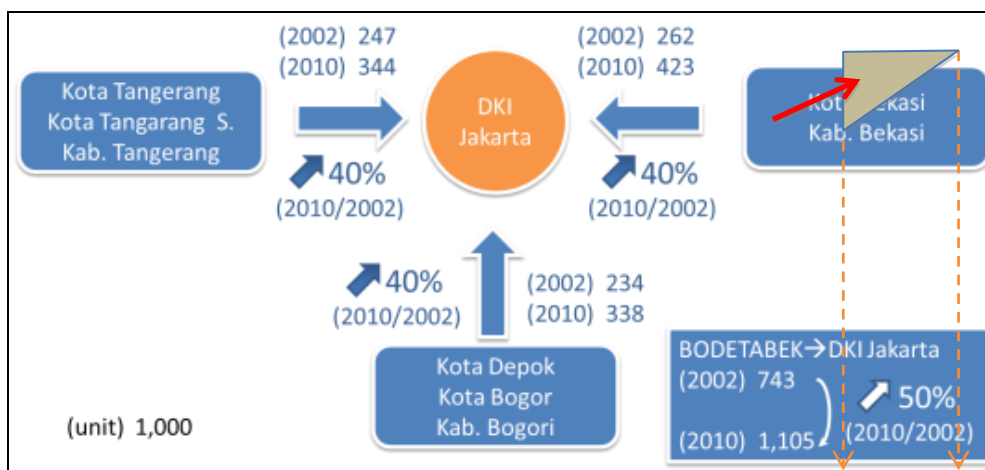 (2002) 247
(2010) 344
(2002) 262
(2010) 423
Kota Tangerang
Kota Tangarang S.
Kab. Tangerang
DKI
Jakarta
Bekasi
Kab. Bekasi
40%
(2010/2002)
40%
(2010/2002)
40%
(2010/2002)
(2002) 234
(2010) 338
Kota Depok
Kota Bogor
Kab. Bogori
BODETABEK→DKI Jakarta
(2002) 743
50%
(2010) 1,105
(2010/2002)
(unit) 1,000